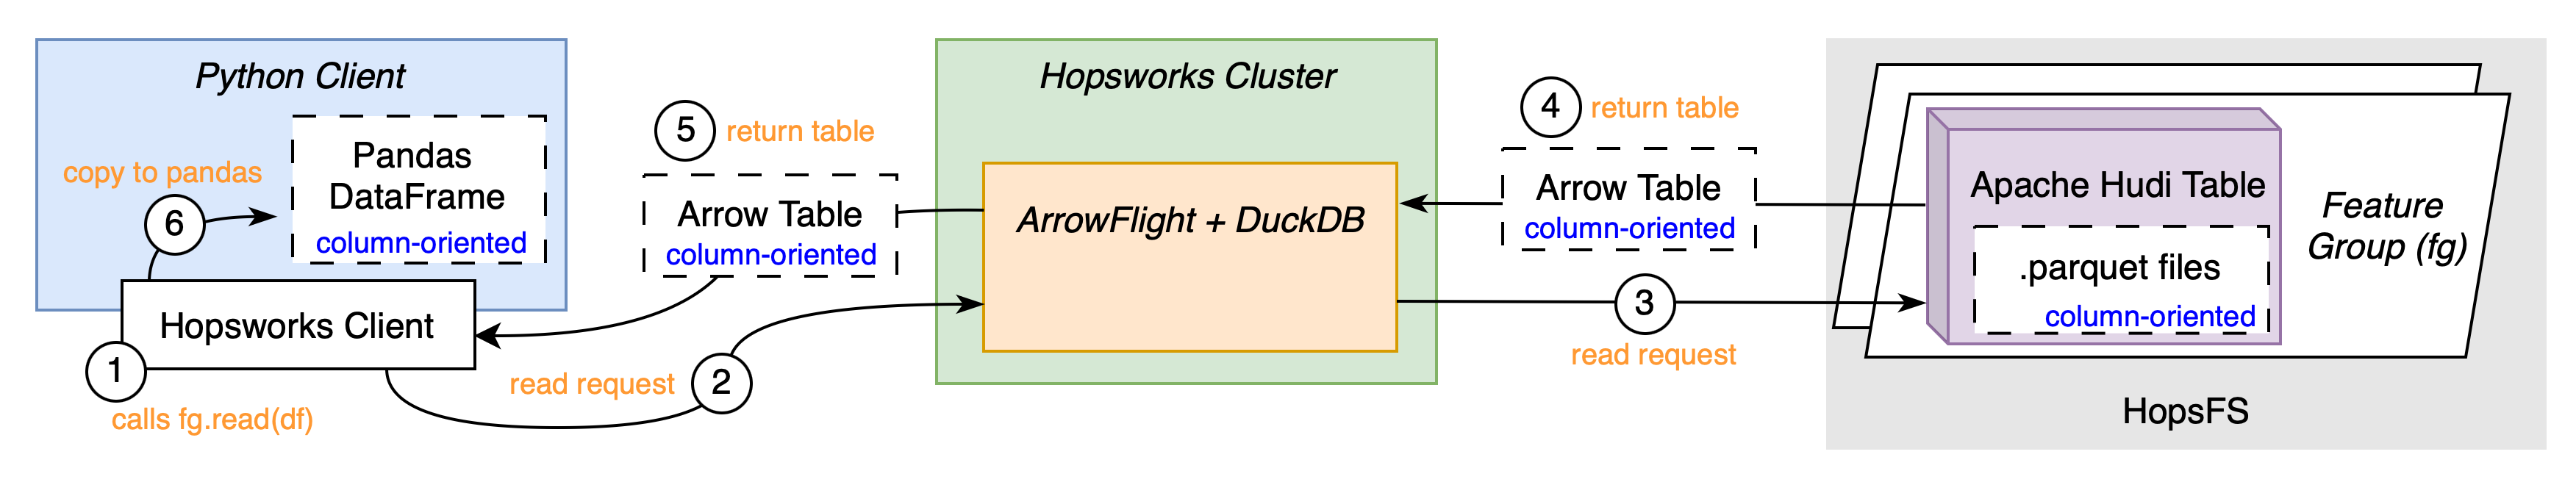 Python Client
copy to pandas
6
Pandas
DataFrame
column-oriented
Hopsworks Client
1
calls fg.read(df)
5
return table
Arrow Table
column-oriented
read request
2
Hopsworks Cluster
ArrowFlight + DuckDB
4
return table
Arrow Table
column-oriented
3
read request
Apache Hudi Table
.parquet files
column-oriented
Feature
Group (fg)
HopsFS